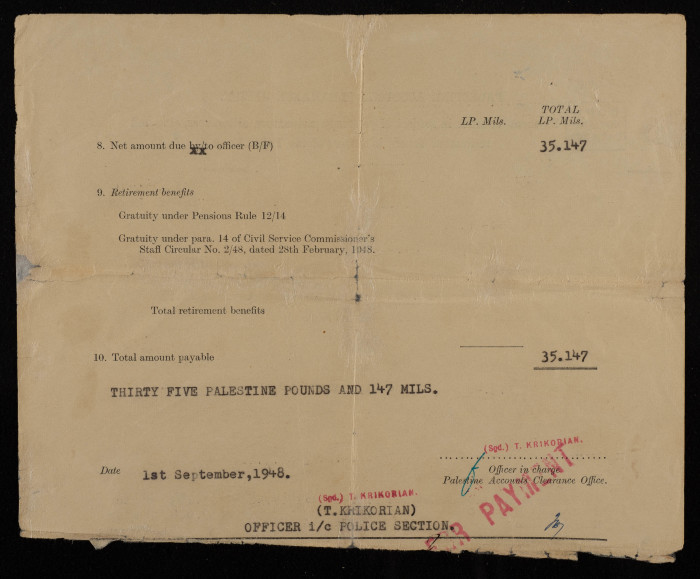 TOTAL
LP. Mils. LP. Mils.
8. Net amount due by/to officer (B/F) 35.147
xx
9. Retirement benefits
Gratuity under Pensions Rule 12/14
Gratuity under para. 14 of Civil Service Commissioner's
Staff Circular No. 2/48, dated 28th February, 1948.
Total retirement benefits
10. Total amount payable 35.147
THIRTY FIVE PALESTINE POUNDS AND 147 MILS.
(Sgd.) T. KRIKORIAN.
Date 1st September,1948.
Officer in charge
Palestine Accounts Clearance Office.
FOR PAYMENT
(Sgd.) T. KRIKORIAN.
(T.KRIKORIAN)
OFFICER i/c POLICE SECTION.